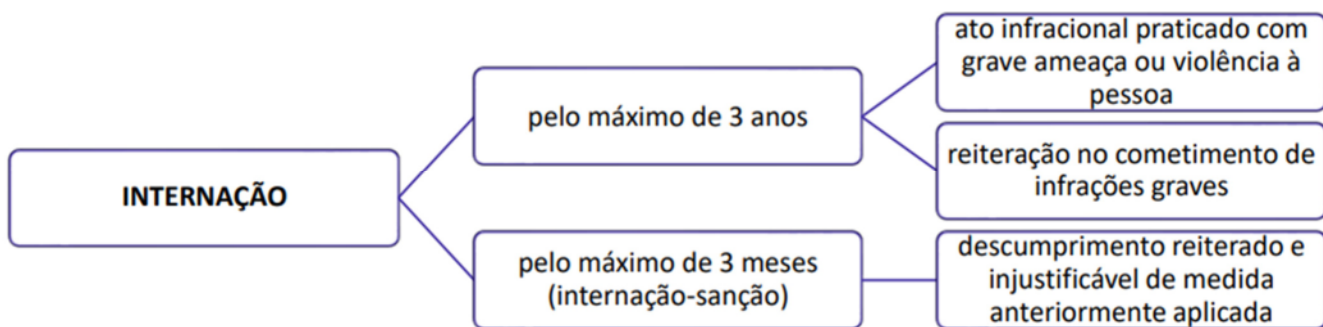 INTERNAÇÃO
pelo máximo de 3 anos
ato infracional praticado com
grave ameaça ou violência à
pessoa
reiteração no cometimento de
infrações graves
pelo máximo de 3 meses
(internação-sanção)
descumprimento reiterado e
injustificável de medida
anteriormente aplicada